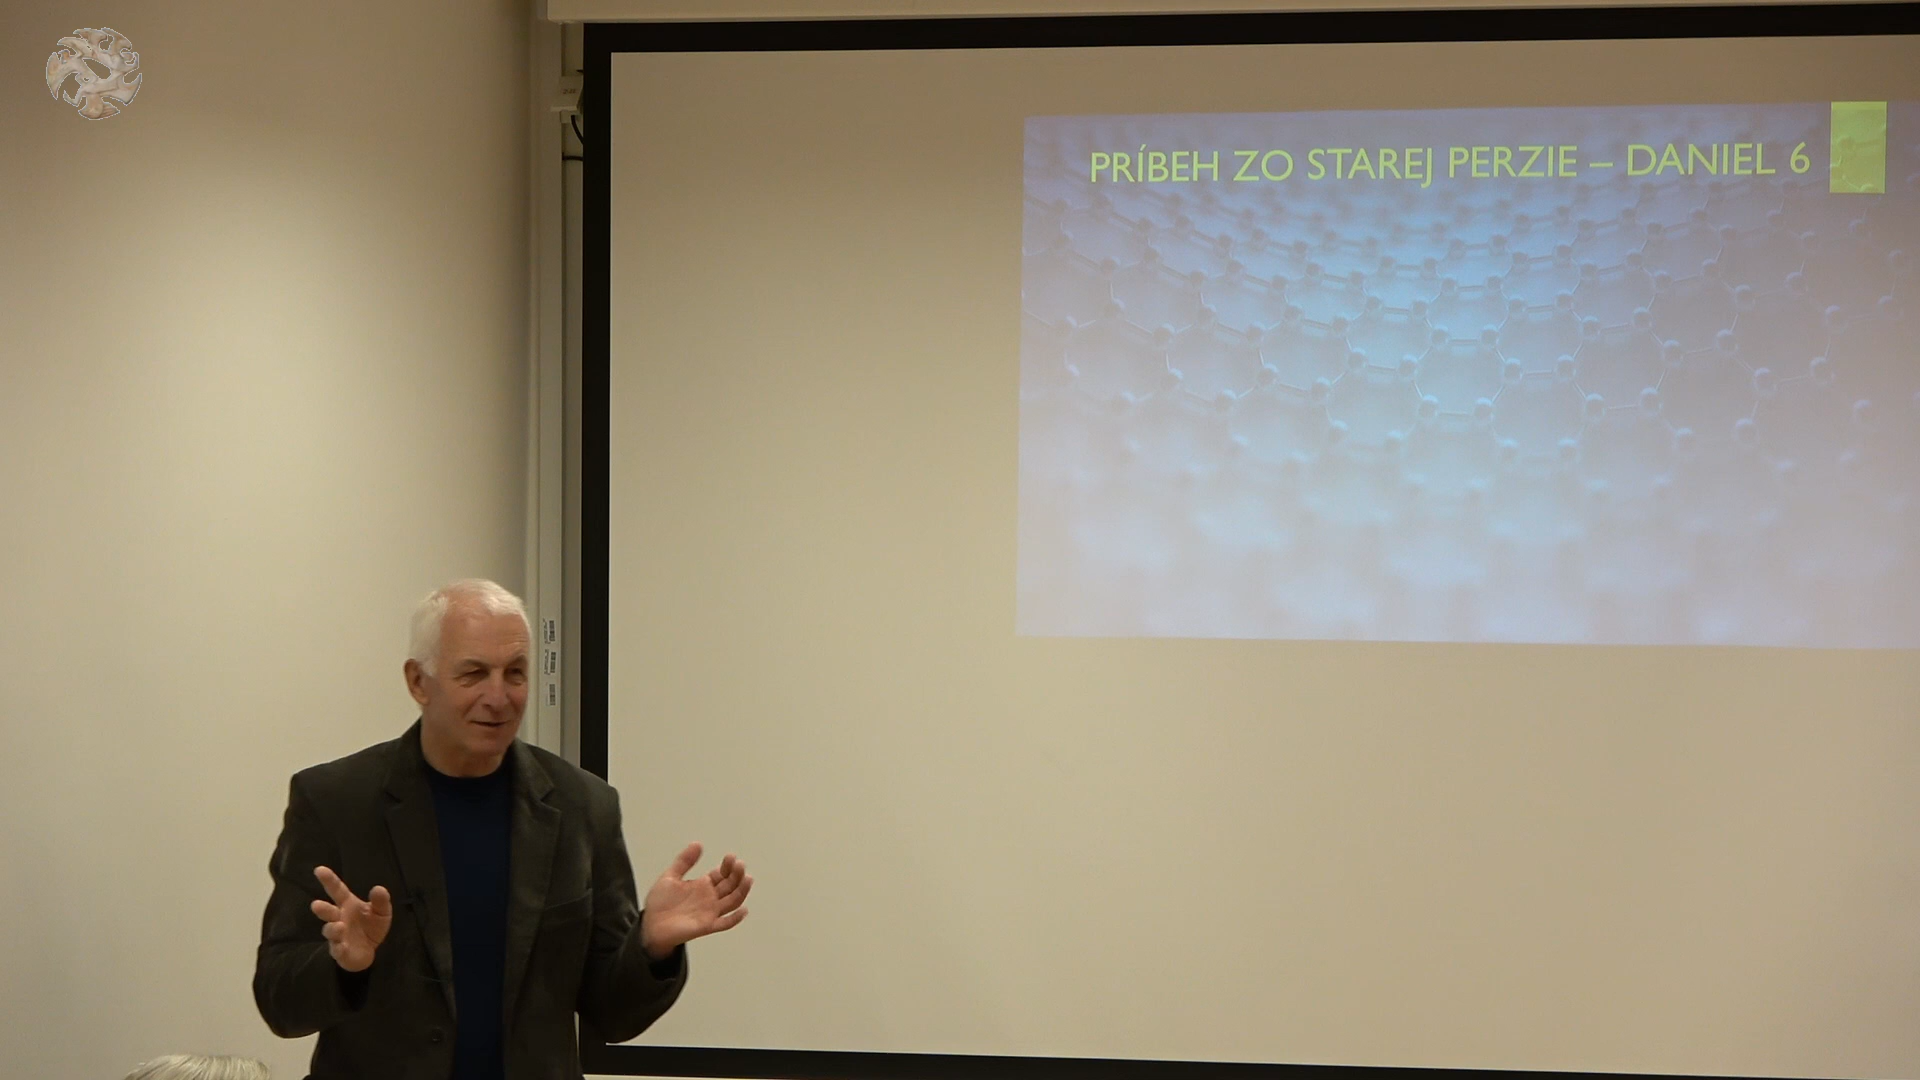 PRÍBEH ZO STAREJ PERZIE – DANIEL 6